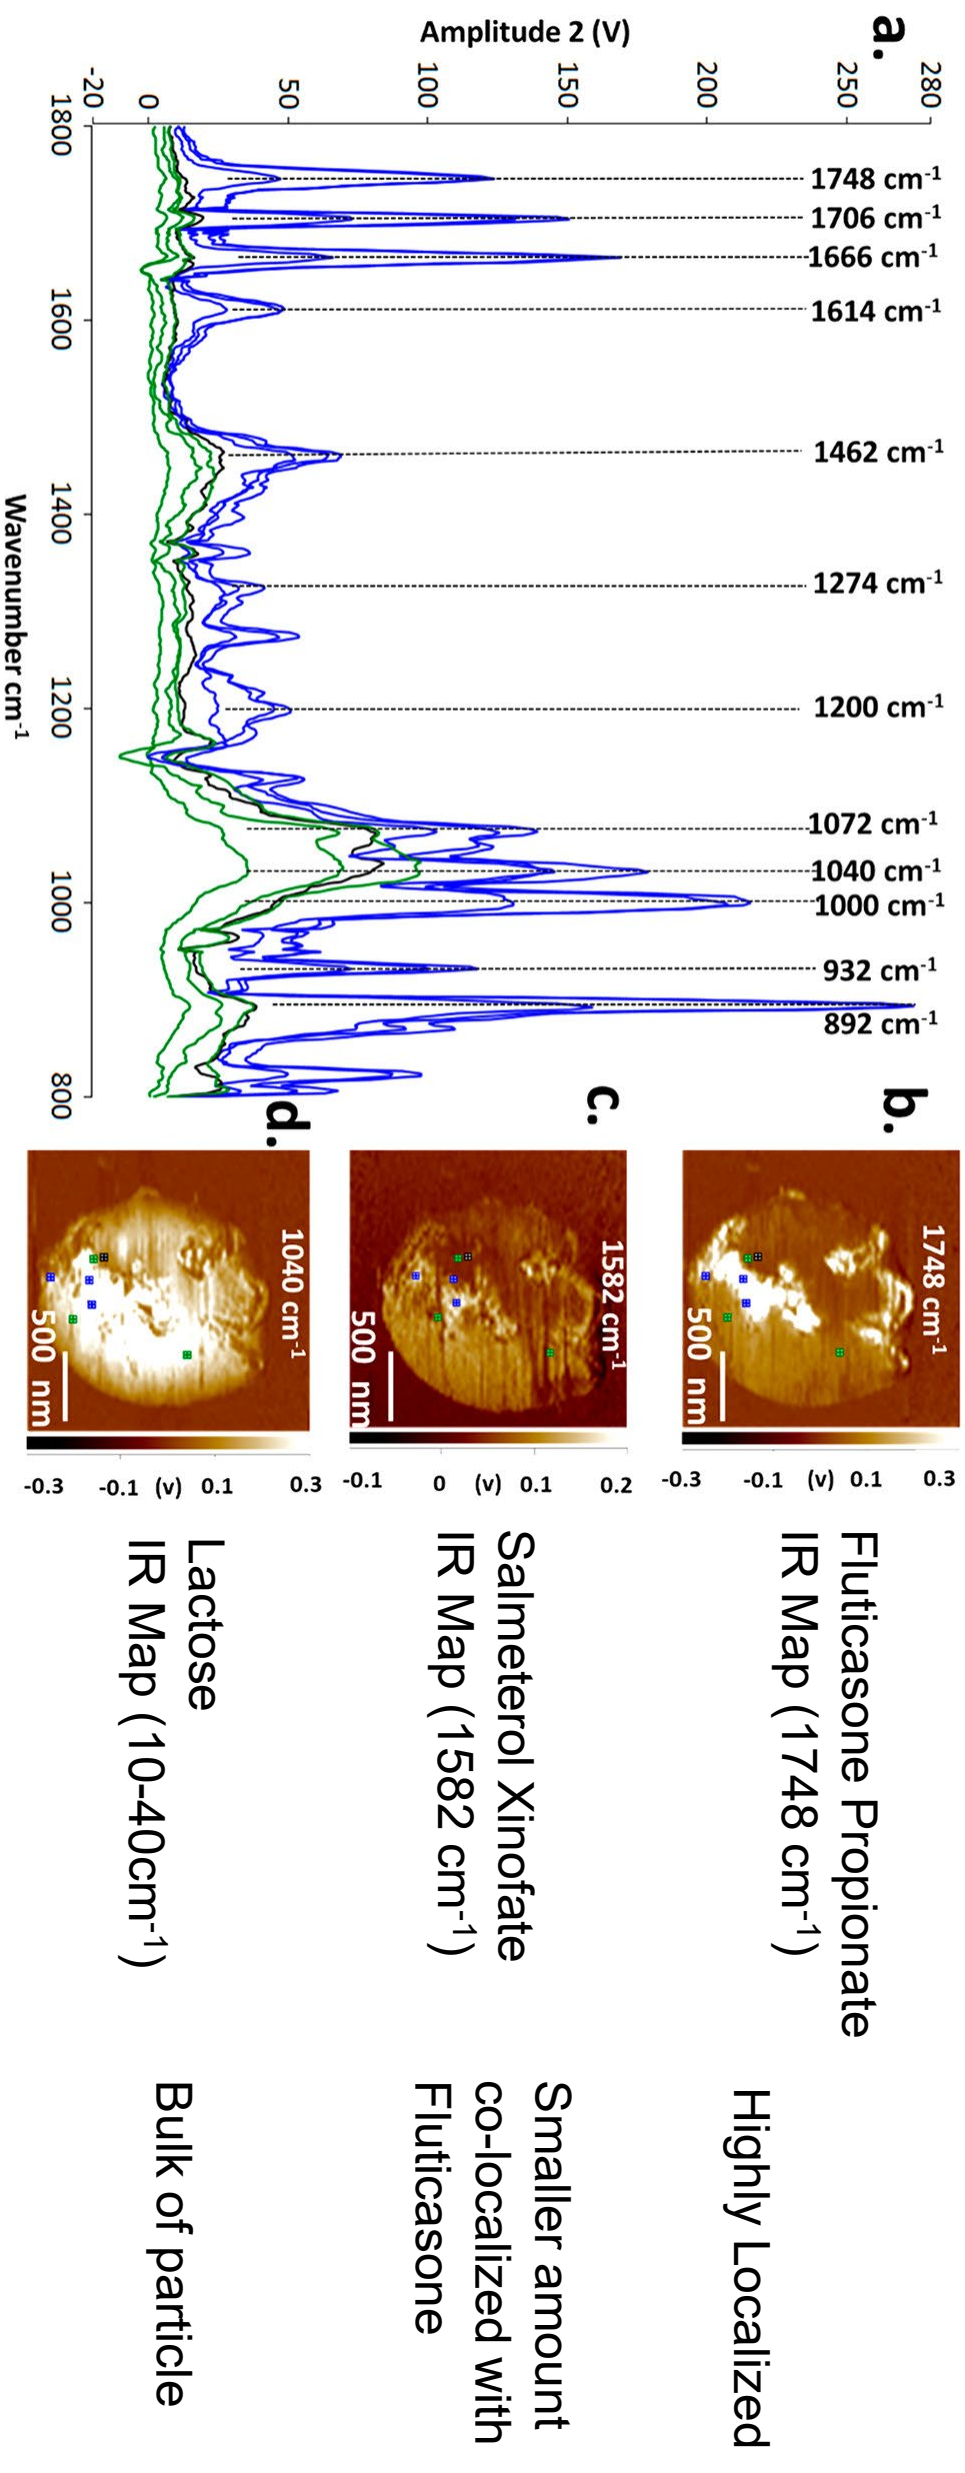 a.
Amplitude 2 (V)
280
250
200
150
100
50
0
-20
1800
1600
1400
1200
1000
800
Wavenumber cm⁻¹
1748 cm⁻¹
1706 cm⁻¹
1666 cm⁻¹
1614 cm⁻¹
1462 cm⁻¹
1274 cm⁻¹
1200 cm⁻¹
1072 cm⁻¹
1040 cm⁻¹
1000 cm⁻¹
932 cm⁻¹
892 cm⁻¹
b.
1748 cm⁻¹
500 nm
-0.3 -0.1 (v) 0.1 0.3
Fluticasone Propionate
IR Map (1748 cm⁻¹)
Highly Localized
c.
1582 cm⁻¹
500 nm
-0.1 0 (v) 0.1 0.2
Salmeterol Xinofate
IR Map (1582 cm⁻¹)
Smaller amount
co-localized with
Fluticasone
d.
1040 cm⁻¹
500 nm
-0.3 -0.1 (v) 0.1 0.3
Lactose
IR Map (10-40cm⁻¹)
Bulk of particle